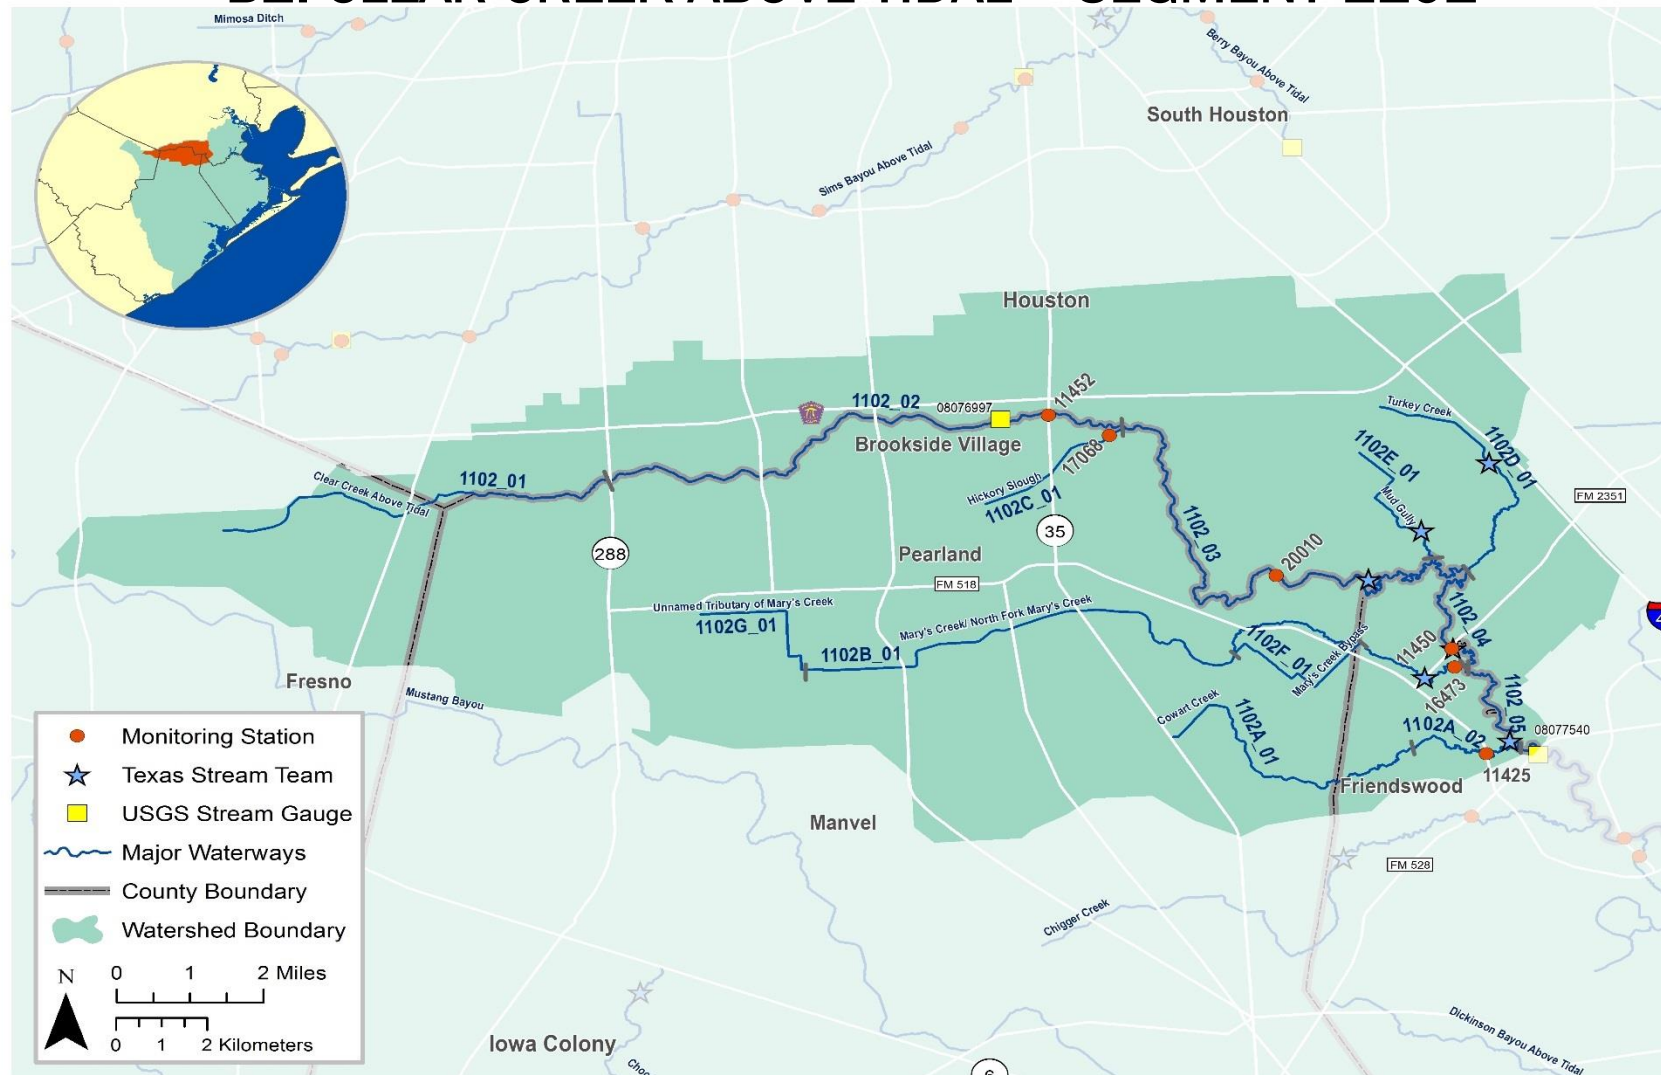 Mimosa Ditch
Berry Bayou Above Tidal
South Houston
Sims Bayou Above Tidal
Houston
11452
1102_02
08076997
Brookside Village
17068
Hickory Slough
1102C_01
Turkey Creek
1102D_01
1102E_01
Mud Gully
FM 2351
1102_01
Clear Creek Above Tidal
288
35
Pearland
1102_03
20010
FM 518
Unnamed Tributary of Mary's Creek
1102G_01
Mary's Creek/ North Fork Mary's Creek
1102B_01
1102F_01
Mary's Creek Bypass
1102_04
11450
16473
1102_05
Fresno
Mustang Bayou
Cowart Creek
1102A_01
1102A_02
08077540
11425
Friendswood
Manvel
FM 528
Chigger Creek
Iowa Colony
Dickinson Bayou Above Tidal
6
Monitoring Station
Texas Stream Team
USGS Stream Gauge
Major Waterways
County Boundary
Watershed Boundary
N
0 1 2 Miles
0 1 2 Kilometers